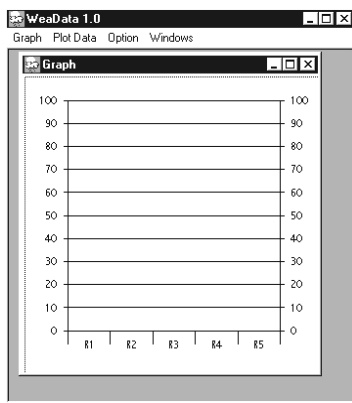 WeaData 1.0
Graph Plot Data Option Windows
Graph
100 100
90 90
80 80
70 70
60 60
50 50
40 40
30 30
20 20
10 10
0 0
R1 R2 R3 R4 R5